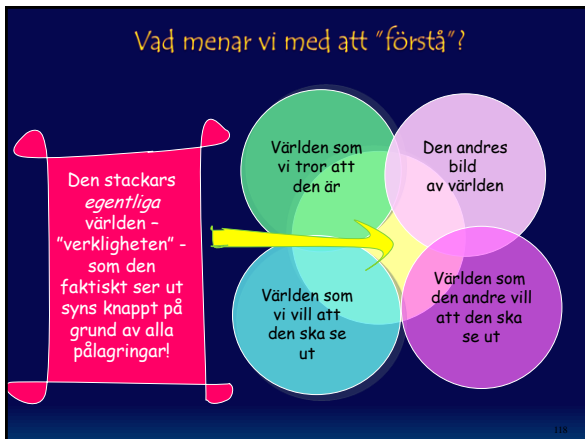 Vad menar vi med att "förstå"?
Den stackars
egentliga
världen –
"verkligheten" -
som den
faktiskt ser ut
syns knappt på
grund av alla
pålagringar!
Världen som
vi tror att
den är
Den andres
bild
av världen
Världen som
vi vill att
den ska se
ut
Världen som
den andre vill
att den ska
se ut
118